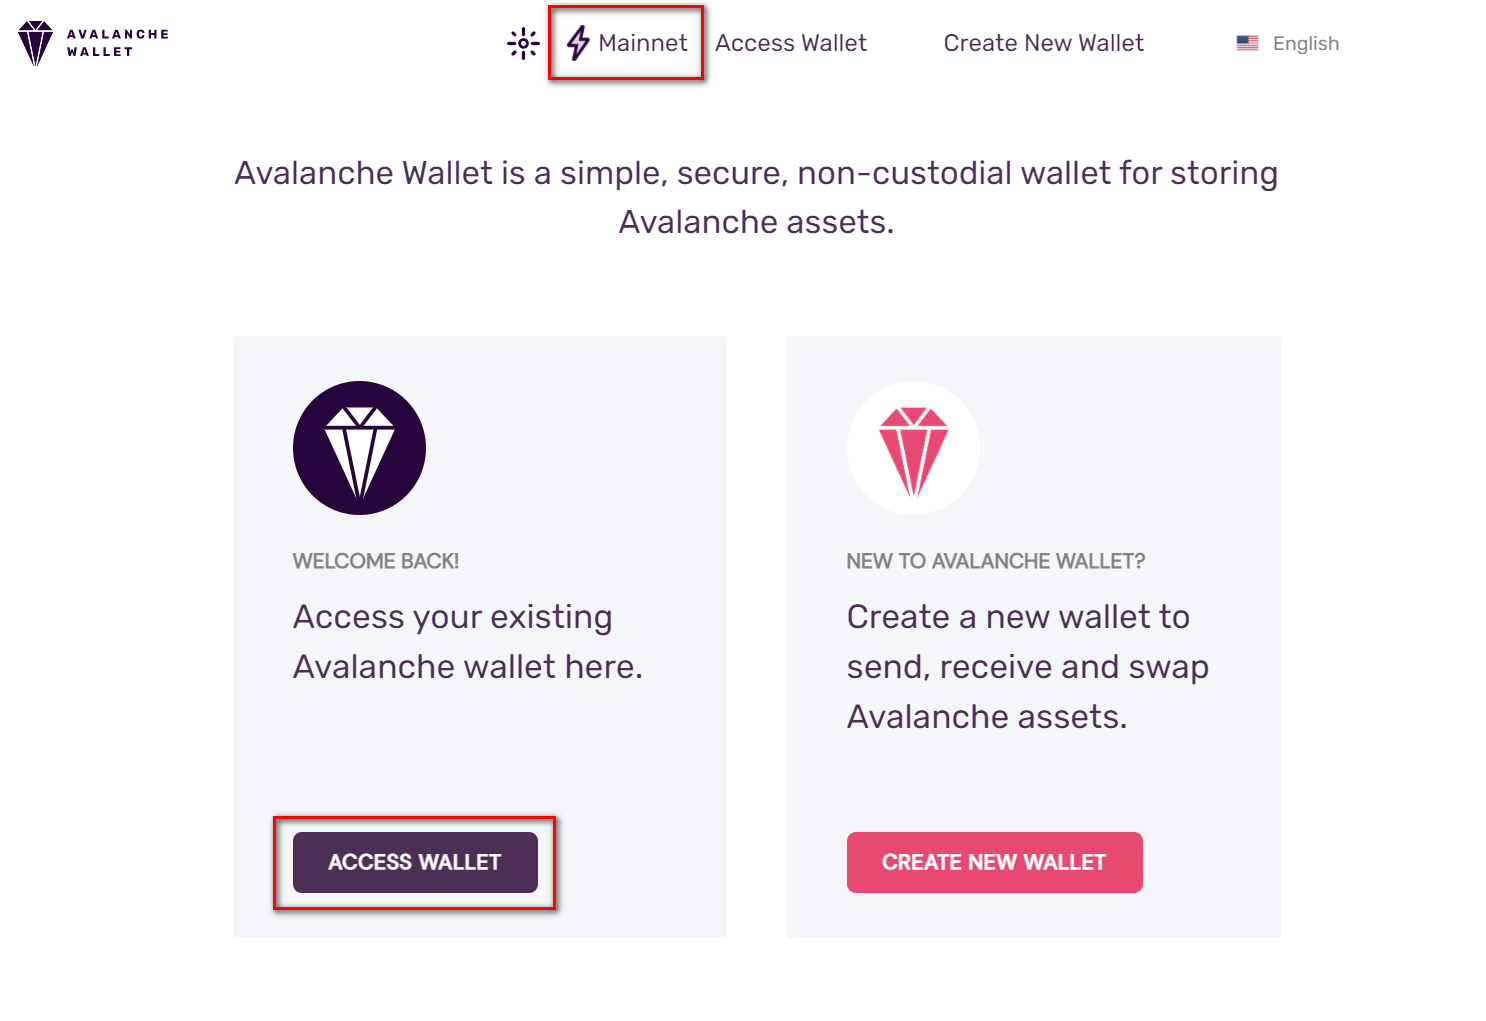 AVALANCHE
WALLET
Mainnet
Access Wallet
Create New Wallet
English
Avalanche Wallet is a simple, secure, non-custodial wallet for storing
Avalanche assets.
WELCOME BACK!
Access your existing
Avalanche wallet here.
ACCESS WALLET
NEW TO AVALANCHE WALLET?
Create a new wallet to
send, receive and swap
Avalanche assets.
CREATE NEW WALLET